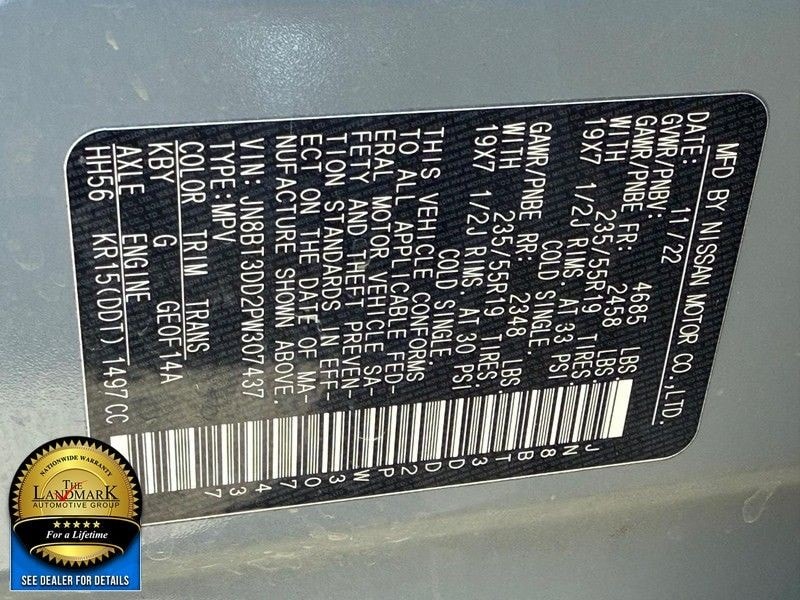 MFD BY NISSAN MOTOR CO.,LTD.
DATE: 11/22
GVWR/PNBV: 4685 LBS
GAWR/PNBE FR: 2458 LBS.
WITH 235/55R19 TIRES.
19X7 1/2J RIMS. AT 33 PSI
COLD SINGLE.
GAWR/PNBE RR: 2348 LBS.
WITH 235/55R19 TIRES.
19X7 1/2J RIMS. AT 30 PSI
COLD SINGLE
THIS VEHICLE CONFORMS
TO ALL APPLICABLE FED-
ERAL MOTOR VEHICLE SA-
FETY AND THEFT PREVEN-
TION STANDARDS IN EFF-
ECT ON THE DATE OF MA-
NUFACTURE SHOWN ABOVE.
VIN: JN8BT3DD2PW307437
TYPE: MPV
COLOR TRIM TRANS
KBY G GE0F14A
AXLE ENGINE
HH56 KR15(DDT) 1497CC
JN8BT3DD2PW307437
NATIONWIDE WARRANTY
THE
LANDMARK
AUTOMOTIVE GROUP
For a Lifetime
SEE DEALER FOR DETAILS